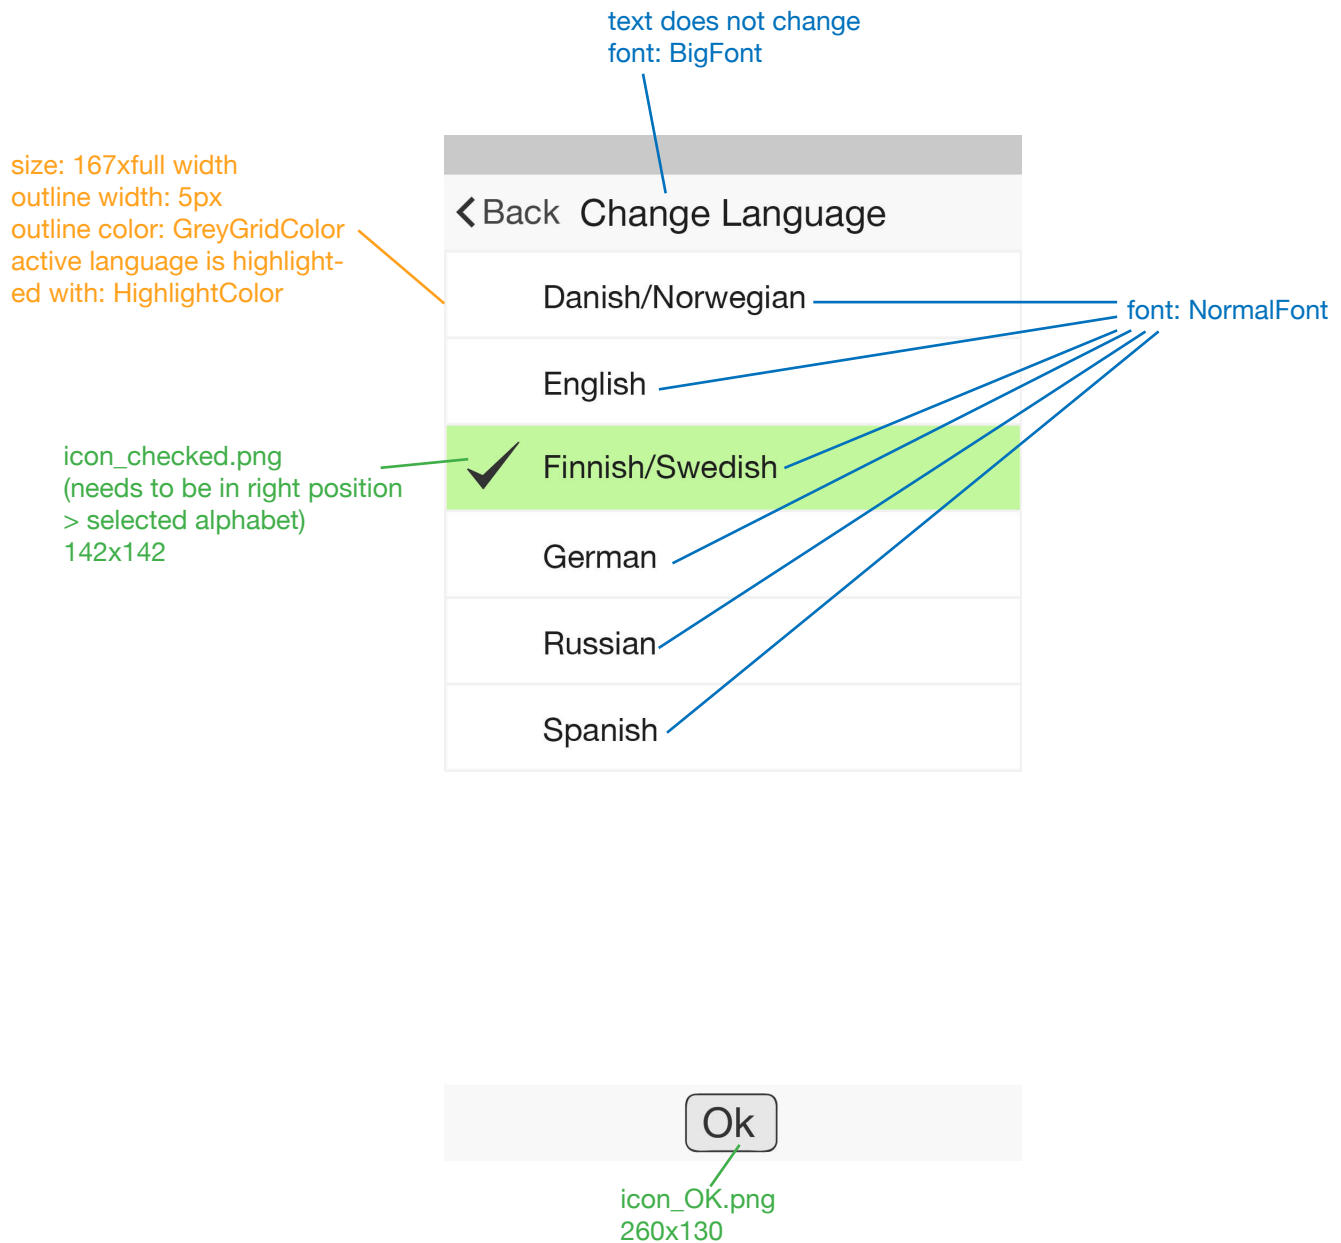 text does not change
font: BigFont
size: 167xfull width
outline width: 5px
outline color: GreyGridColor
active language is highlight-
ed with: HighlightColor
Back Change Language
Danish/Norwegian
font: NormalFont
English
icon_checked.png
(needs to be in right position
> selected alphabet)
142x142
Finnish/Swedish
German
Russian
Spanish
Ok
icon_OK.png
260x130